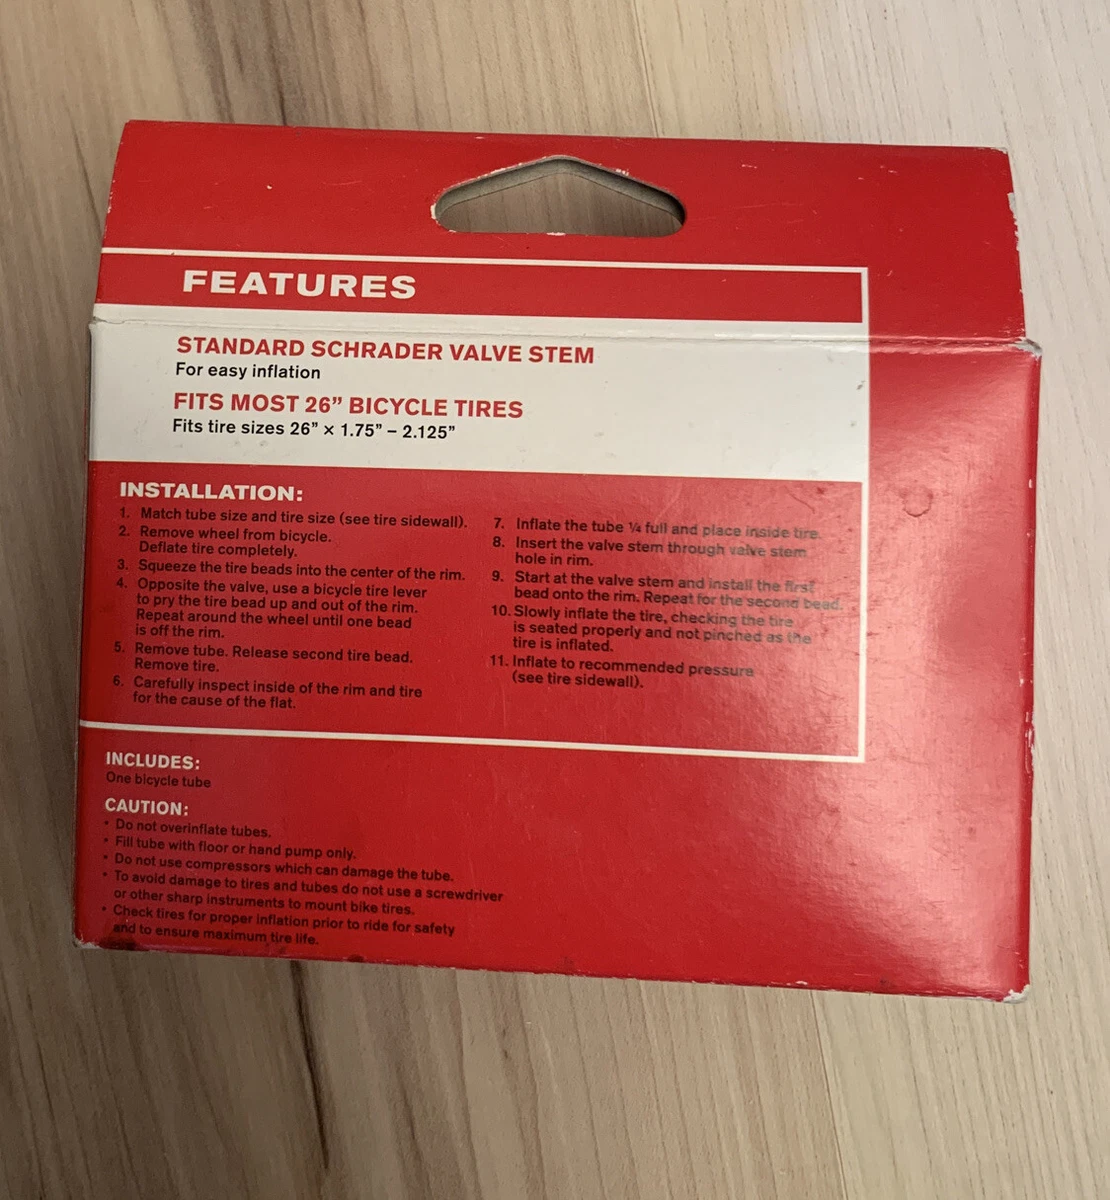 FEATURES
STANDARD SCHRADER VALVE STEM
For easy inflation
FITS MOST 26” BICYCLE TIRES
Fits tire sizes 26” × 1.75” – 2.125”
INSTALLATION:
1. Match tube size and tire size (see tire sidewall).
2. Remove wheel from bicycle.
Deflate tire completely.
3. Squeeze the tire beads into the center of the rim.
4. Opposite the valve, use a bicycle tire lever
to pry the tire bead up and out of the rim.
Repeat around the wheel until one bead
is off the rim.
5. Remove tube. Release second tire bead.
Remove tire.
6. Carefully inspect inside of the rim and tire
for the cause of the flat.
7. Inflate the tube ¼ full and place inside tire.
8. Insert the valve stem through valve stem
hole in rim.
9. Start at the valve stem and install the first
bead onto the rim. Repeat for the second bead.
10. Slowly inflate the tire, checking the tire
is seated properly and not pinched as the
tire is inflated.
11. Inflate to recommended pressure
(see tire sidewall).
INCLUDES:
One bicycle tube
CAUTION:
• Do not overinflate tubes.
• Fill tube with floor or hand pump only.
• Do not use compressors which can damage the tube.
• To avoid damage to tires and tubes do not use a screwdriver
or other sharp instruments to mount bike tires.
• Check tires for proper inflation prior to ride for safety
and to ensure maximum tire life.